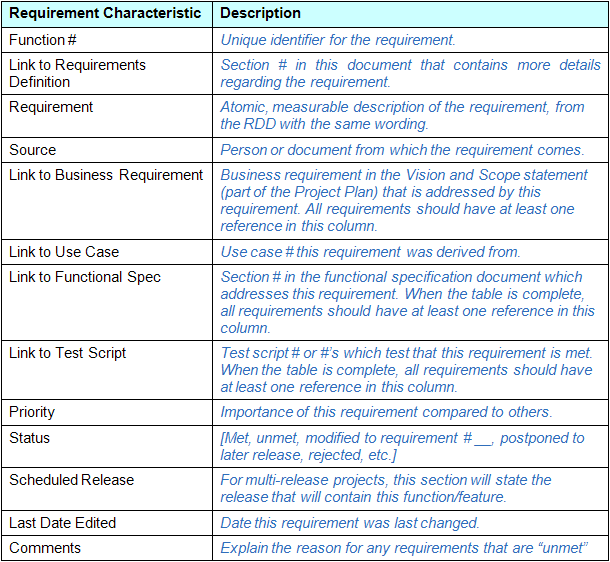 Requirement Characteristic Description
Function # Unique identifier for the requirement.
Link to Requirements Section # in this document that contains more details
Definition regarding the requirement.
Requirement Atomic, measurable description of the requirement, from
the RDD with the same wording.
Source Person or document from which the requirement comes.
Link to Business Requirement Business requirement in the Vision and Scope statement
(part of the Project Plan) that is addressed by this
requirement. All requirements should have at least one
reference in this column.
Link to Use Case Use case # this requirement was derived from.
Link to Functional Spec Section # in the functional specification document which
addresses this requirement. When the table is complete,
all requirements should have at least one reference in this
column.
Link to Test Script Test script # or #’s which test that this requirement is met.
When the table is complete, all requirements should have
at least one reference in this column.
Priority Importance of this requirement compared to others.
Status [Met, unmet, modified to requirement # __, postponed to
later release, rejected, etc.]
Scheduled Release For multi-release projects, this section will state the
release that will contain this function/feature.
Last Date Edited Date this requirement was last changed.
Comments Explain the reason for any requirements that are “unmet”